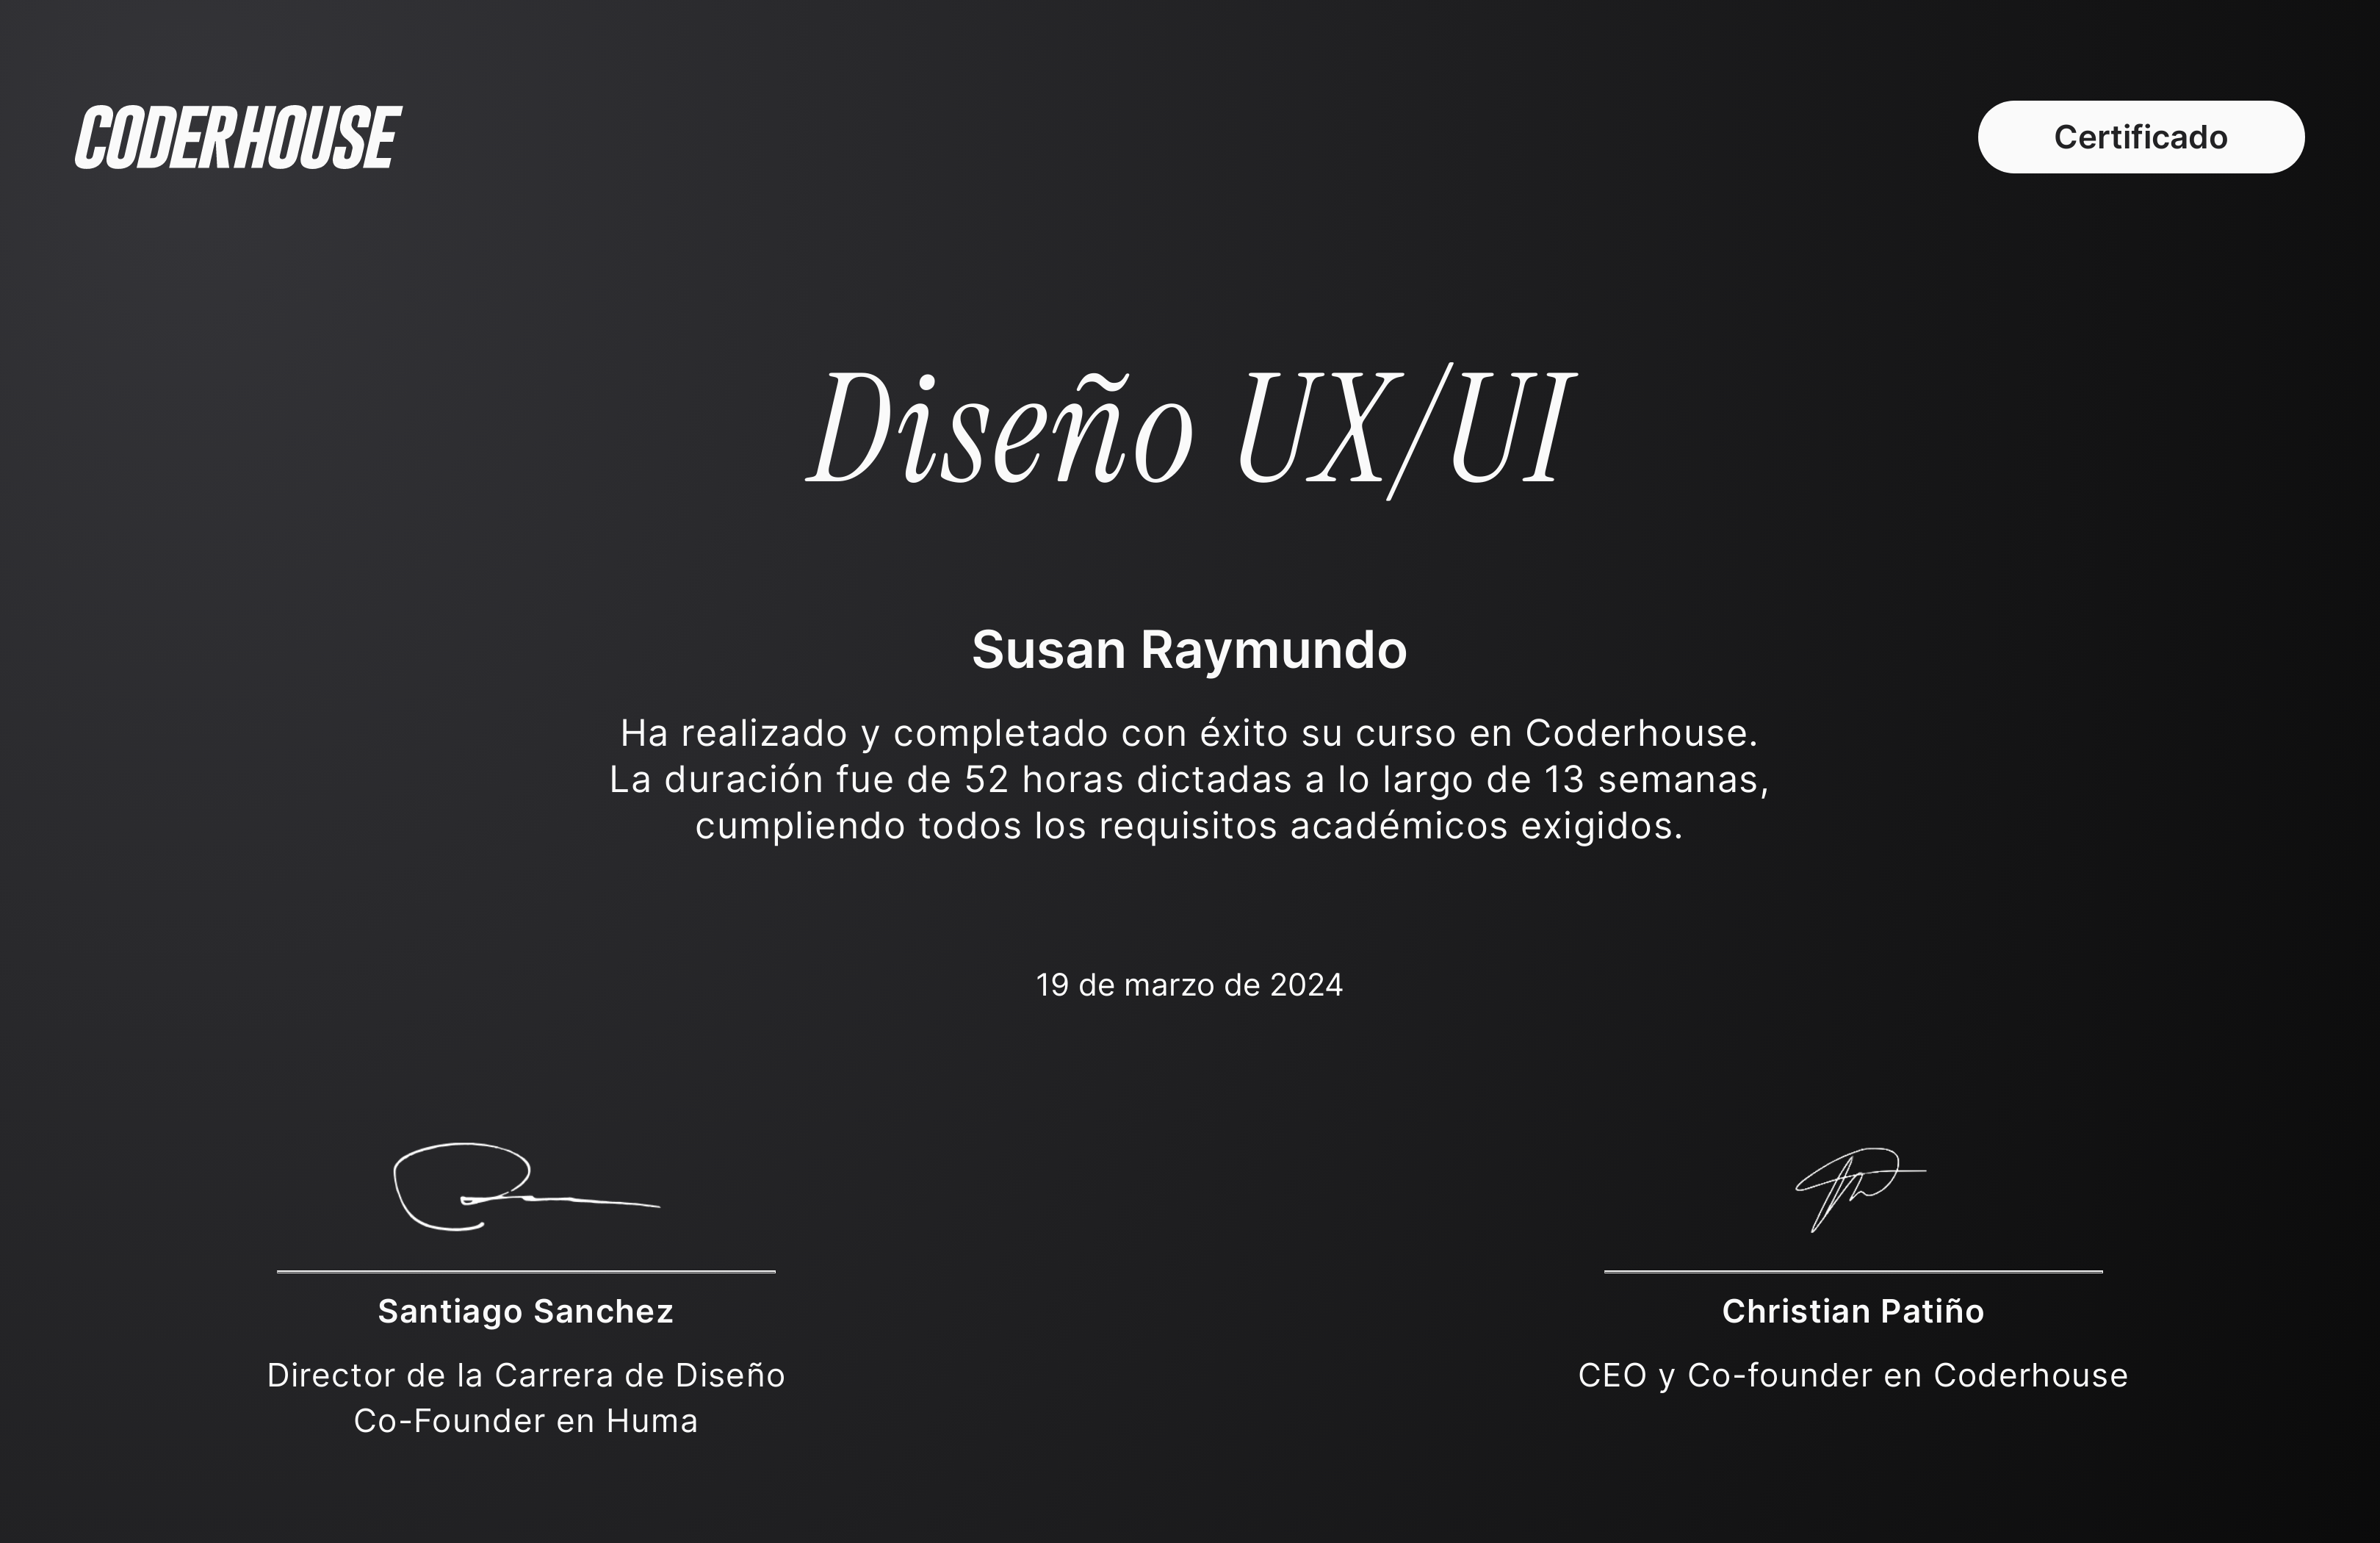 CODERHOUSE
Certificado
Diseño UX/UI
Susan Raymundo
Ha realizado y completado con éxito su curso en Coderhouse.
La duración fue de 52 horas dictadas a lo largo de 13 semanas,
cumpliendo todos los requisitos académicos exigidos.
19 de marzo de 2024
Santiago Sanchez
Director de la Carrera de Diseño
Co-Founder en Huma
Christian Patiño
CEO y Co-founder en Coderhouse